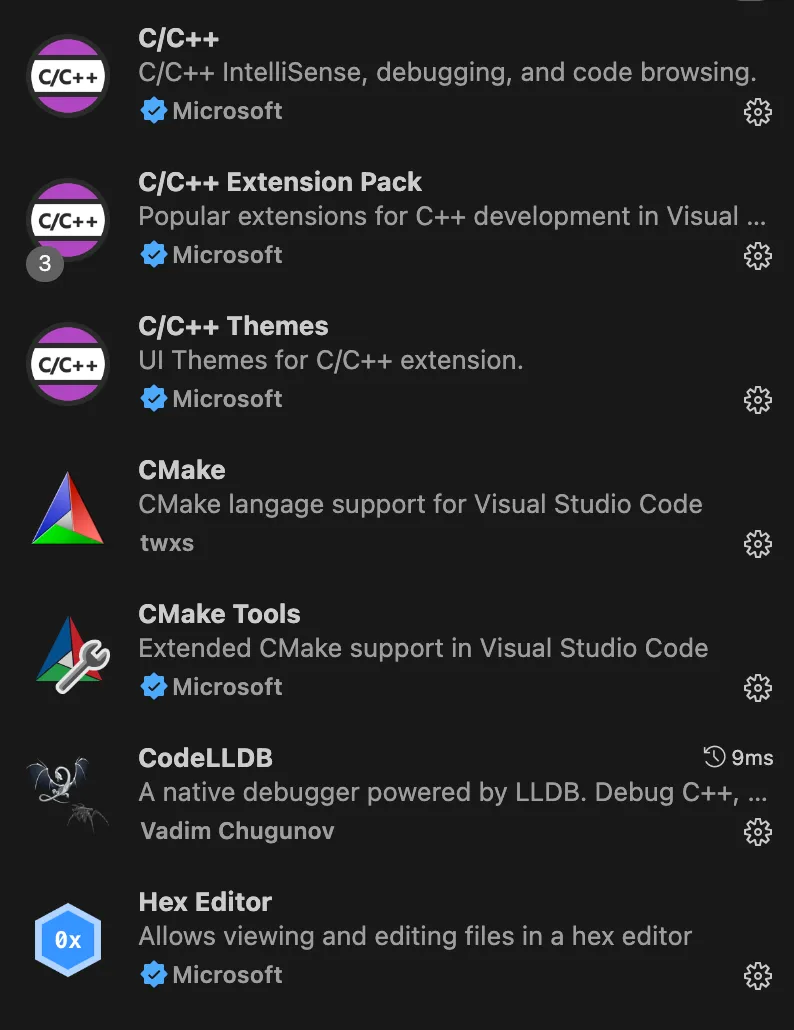 C/C++
C/C++
C/C++ IntelliSense, debugging, and code browsing.
Microsoft
C/C++
3
C/C++ Extension Pack
Popular extensions for C++ development in Visual ...
Microsoft
C/C++
C/C++ Themes
UI Themes for C/C++ extension.
Microsoft
CMake
CMake langage support for Visual Studio Code
twxs
CMake Tools
Extended CMake support in Visual Studio Code
Microsoft
CodeLLDB 9ms
A native debugger powered by LLDB. Debug C++, ...
Vadim Chugunov
0x
Hex Editor
Allows viewing and editing files in a hex editor
Microsoft